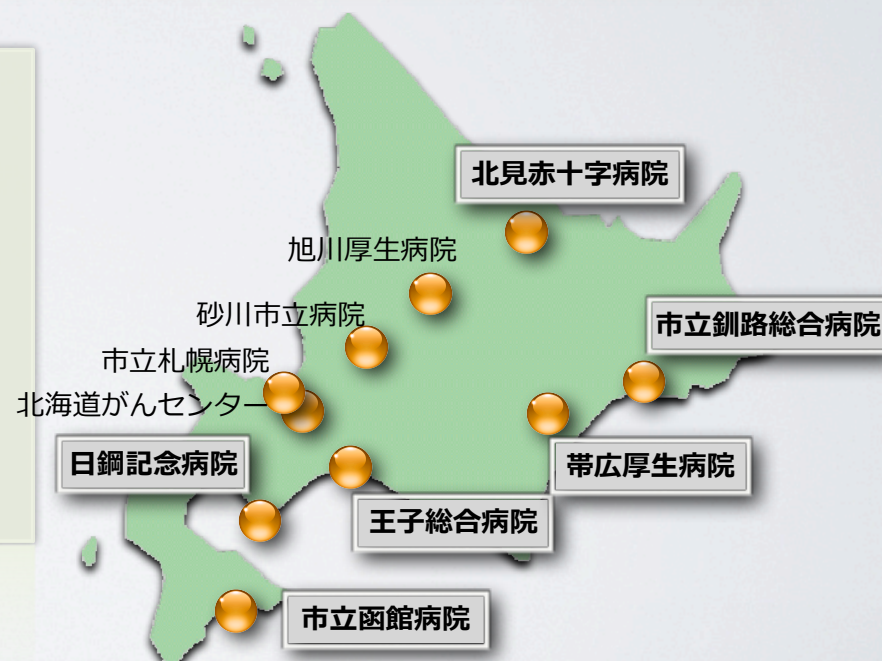 北見赤十字病院
旭川厚生病院
砂川市立病院
市立釧路総合病院
市立札幌病院
北海道がんセンター
日鋼記念病院
帯広厚生病院
王子総合病院
市立函館病院